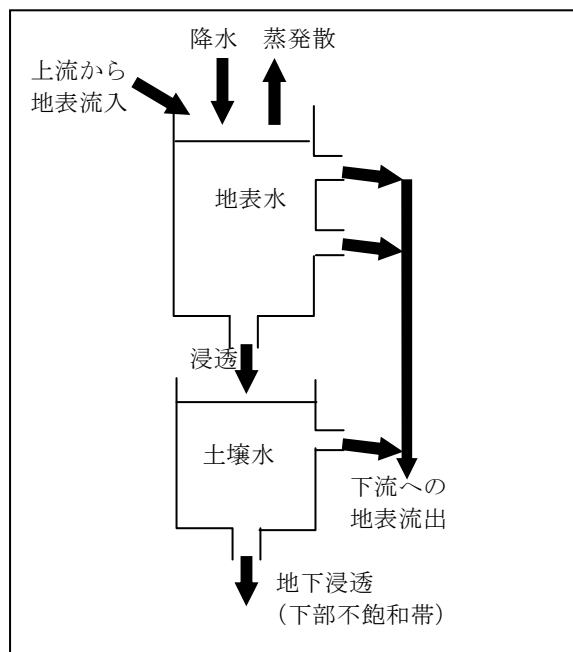 降水
蒸発散
上流から
地表流入
地表水
浸透
土壌水
下流への
地表流出
地下浸透
（下部不飽和帯）